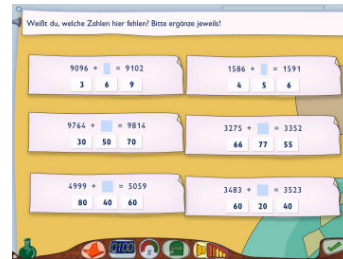 Weißt du, welche Zahlen hier fehlen? Bitte ergänze jeweils!
9096 + = 9102
3 6 9
1586 + = 1591
4 5 6
9764 + = 9814
30 50 70
3275 + = 3352
66 77 55
4999 + = 5059
80 40 60
3483 + = 3523
60 20 40
0100